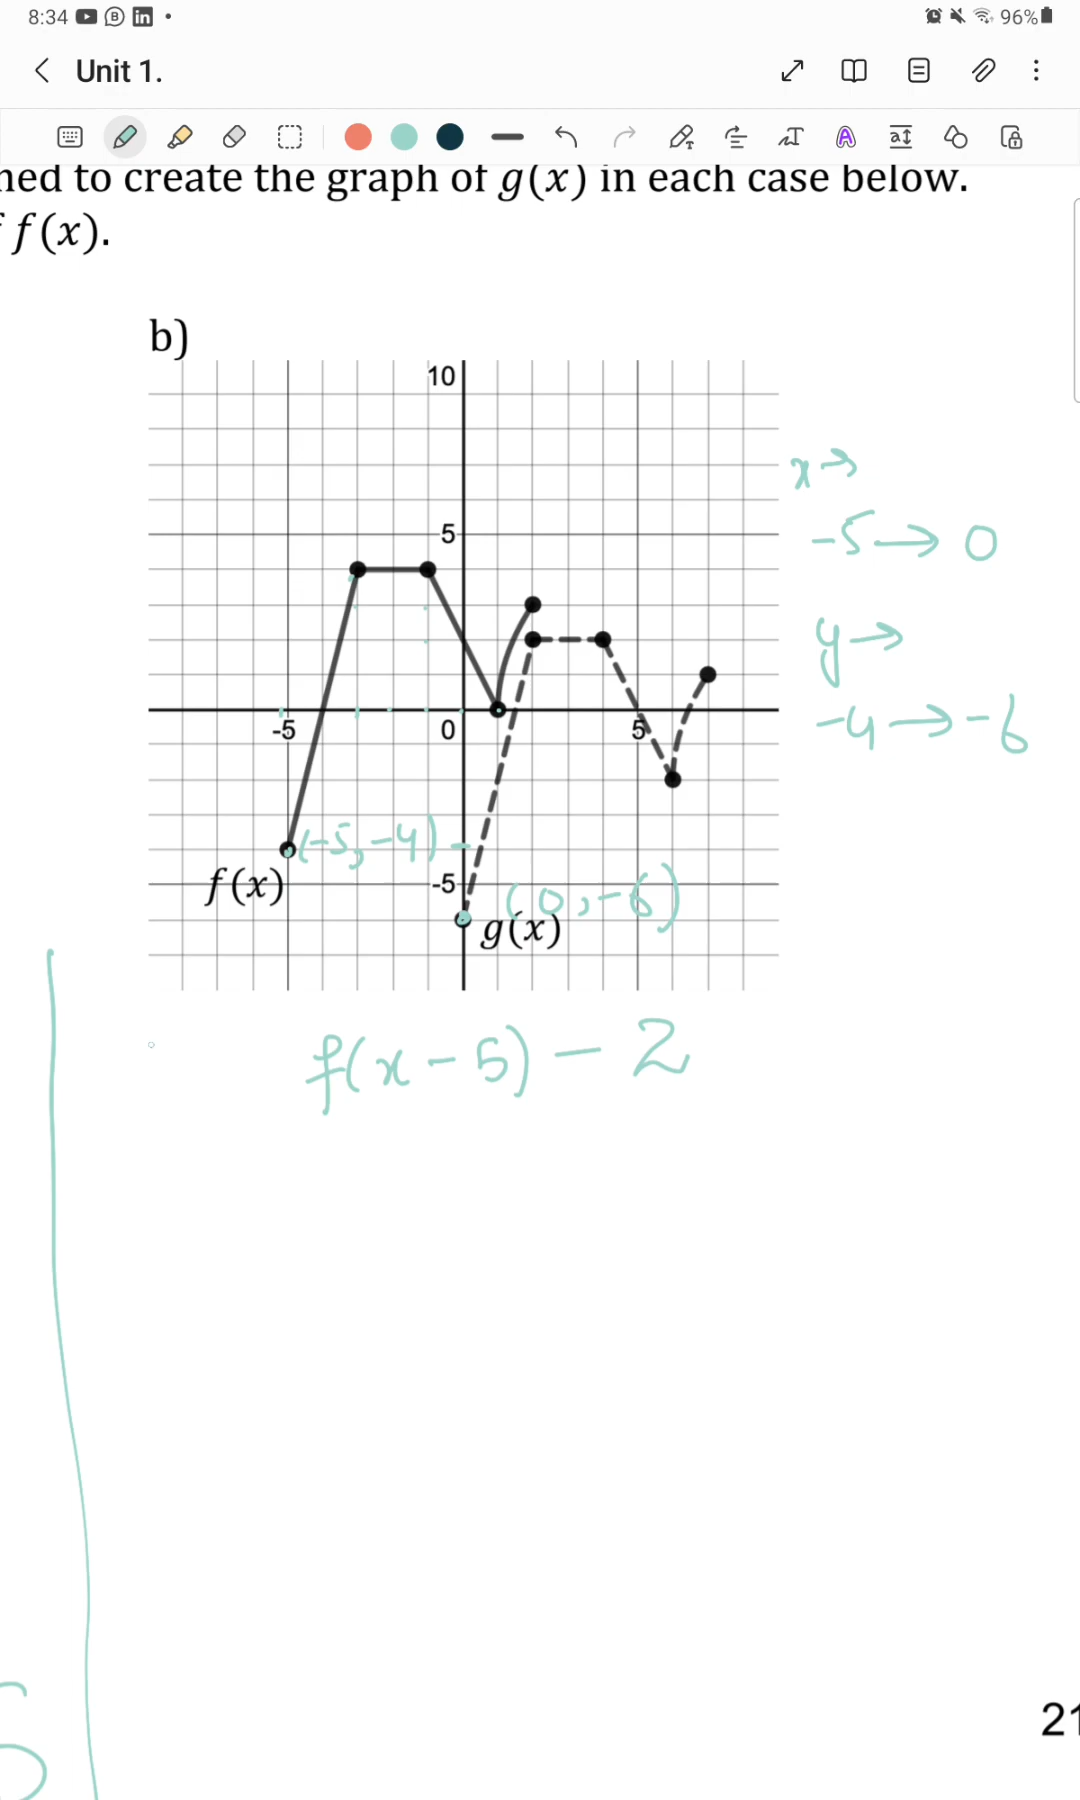 8:34
96%
Unit 1.
ned to create the graph of g(x) in each case below.
f(x).
b)
10
5
-5
0
5
-5
f(x)
g(x)
(-5, -4)
(0, -6)
x→
-5→0
y→
-4→-6
f(x-5)-2
21